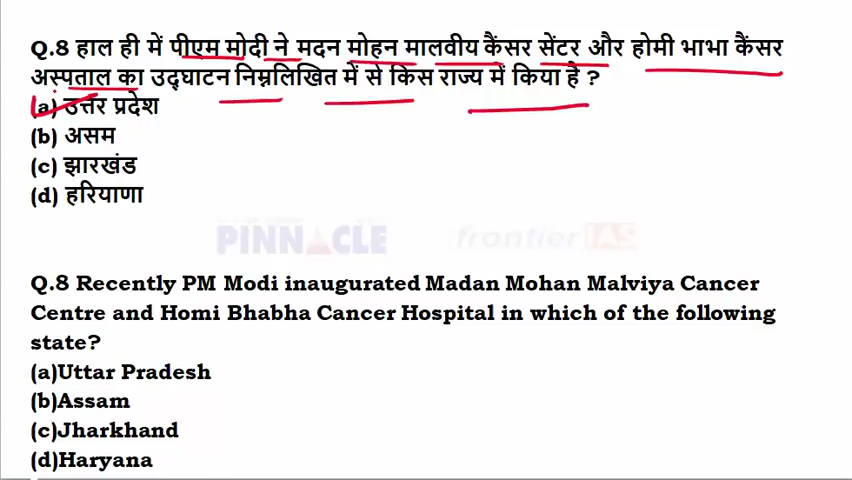 Q.8 हाल ही में पीएम मोदी ने मदन मोहन मालवीय कैंसर सेंटर और होमी भाभा कैंसर
अस्पताल का उद्घाटन निम्नलिखित में से किस राज्य में किया है ?
(a) उत्तर प्रदेश
(b) असम
(c) झारखंड
(d) हरियाणा
PINNACLE frontier IAS
Q.8 Recently PM Modi inaugurated Madan Mohan Malviya Cancer
Centre and Homi Bhabha Cancer Hospital in which of the following
state?
(a)Uttar Pradesh
(b)Assam
(c)Jharkhand
(d)Haryana